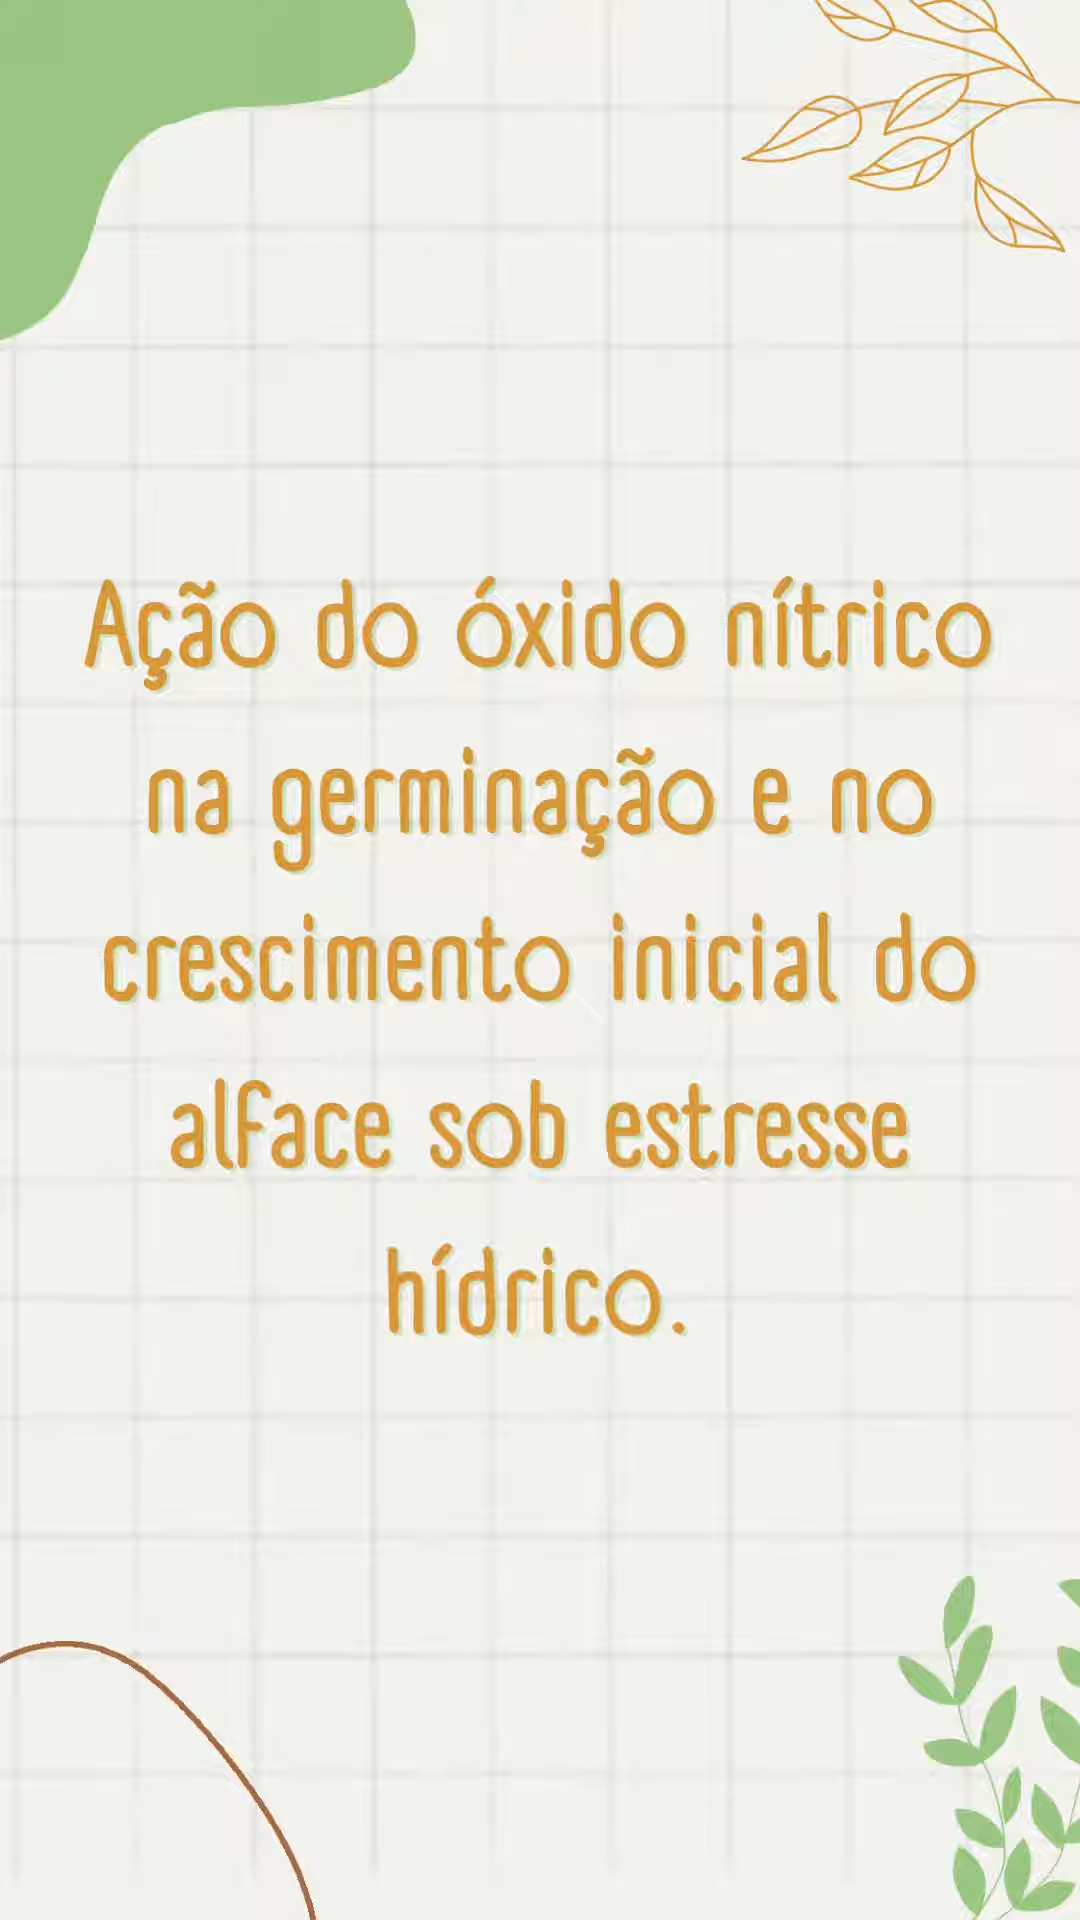 Ação do óxido nítrico
na germinação e no
crescimento inicial do
alface sob estresse
hídrico.